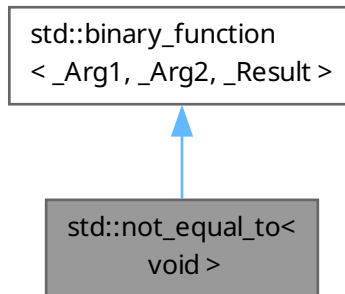 std::binary_function
< _Arg1, _Arg2, _Result >
std::not_equal_to<
void >